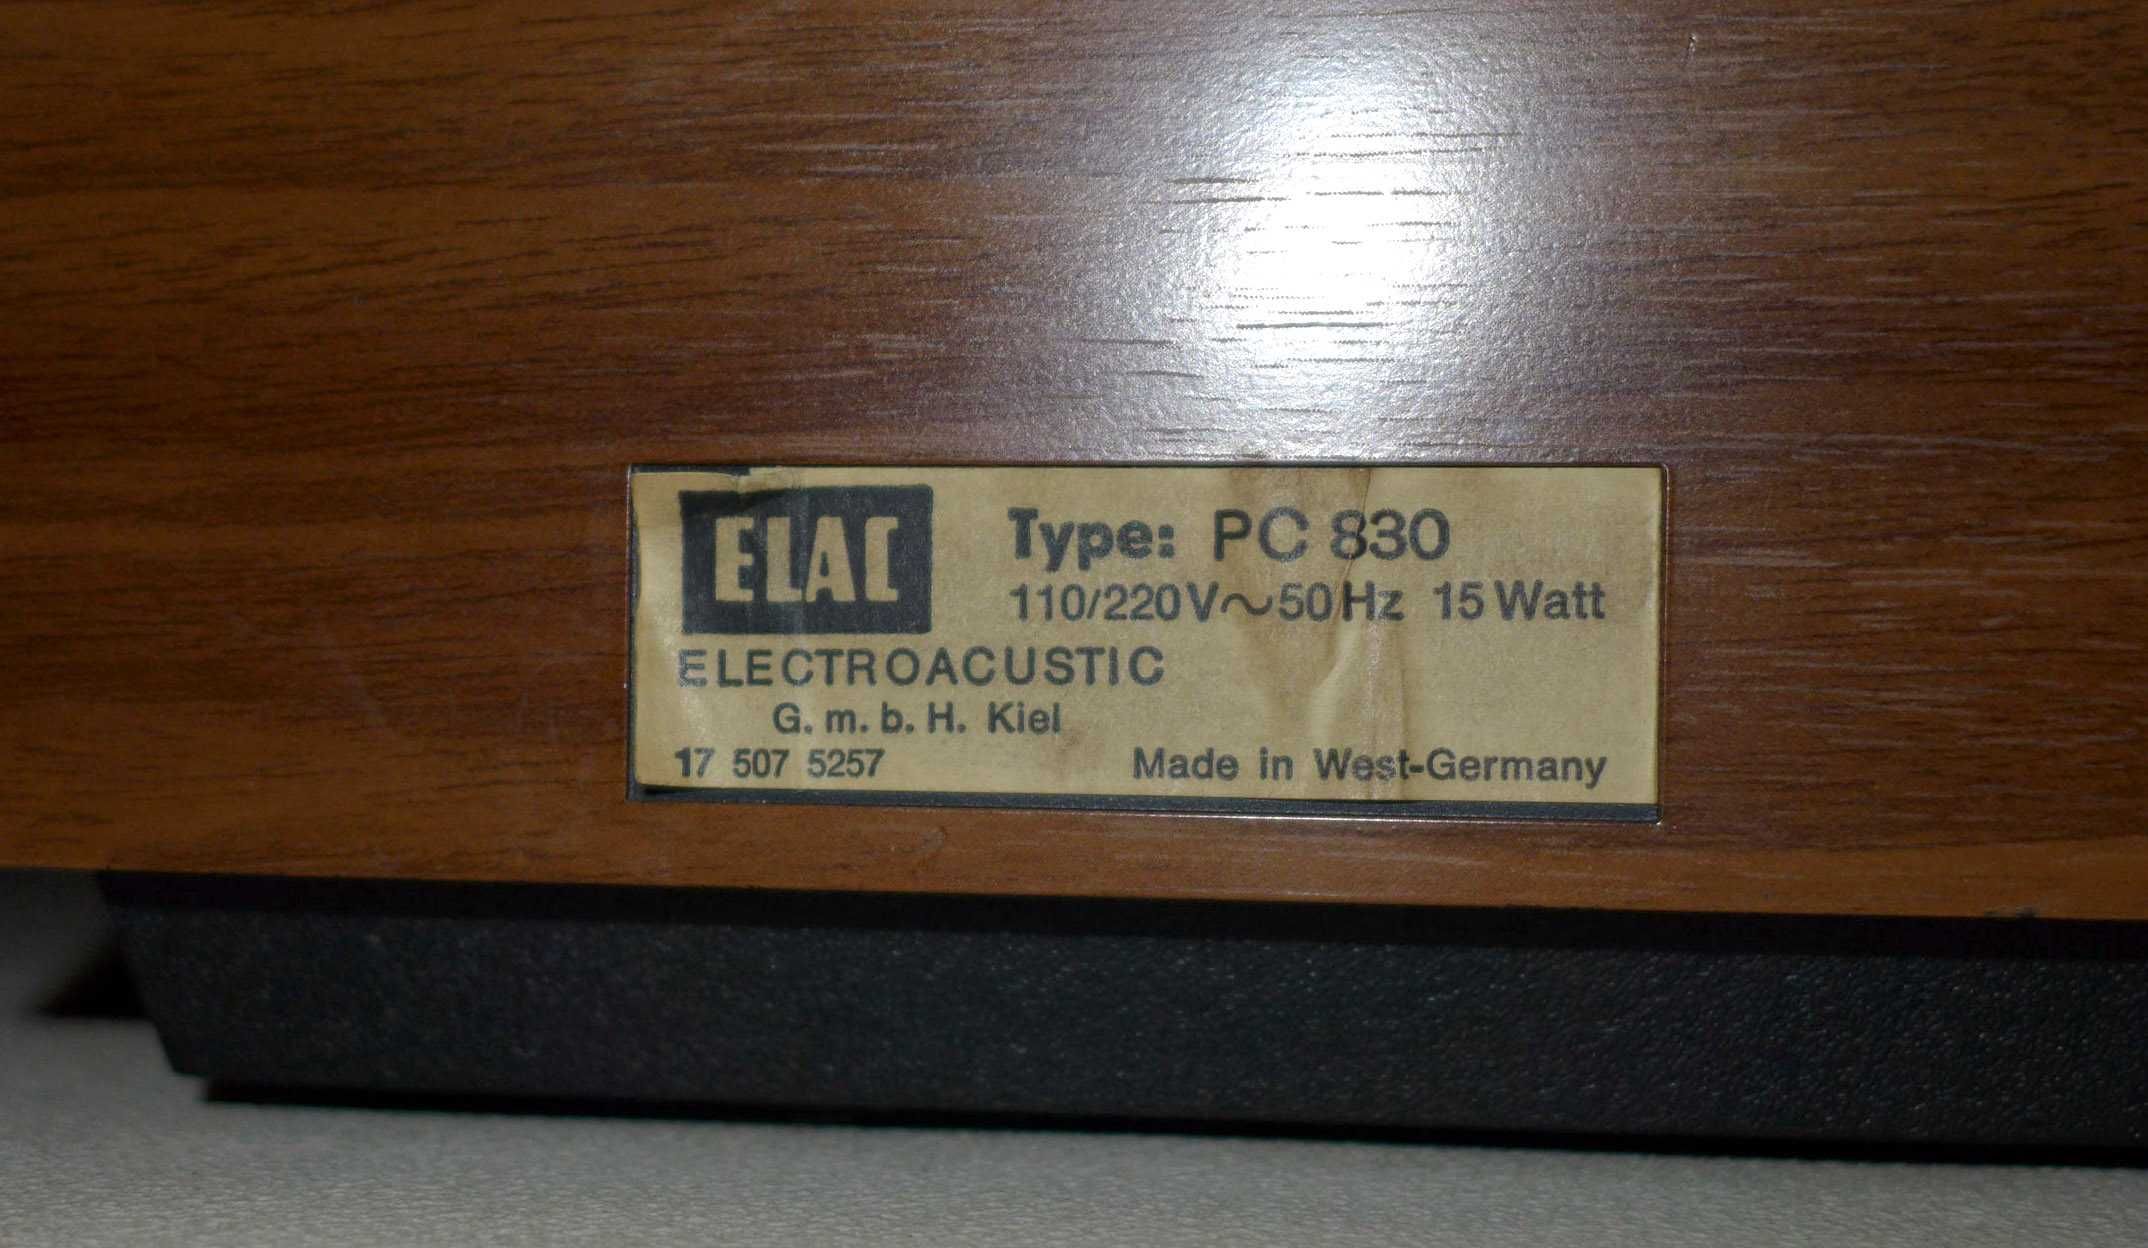 ELAC
Type: PC 830
110/220V~50Hz 15 Watt
ELECTROACUSTIC
G. m. b. H. Kiel
17 507 5257 Made in West-Germany